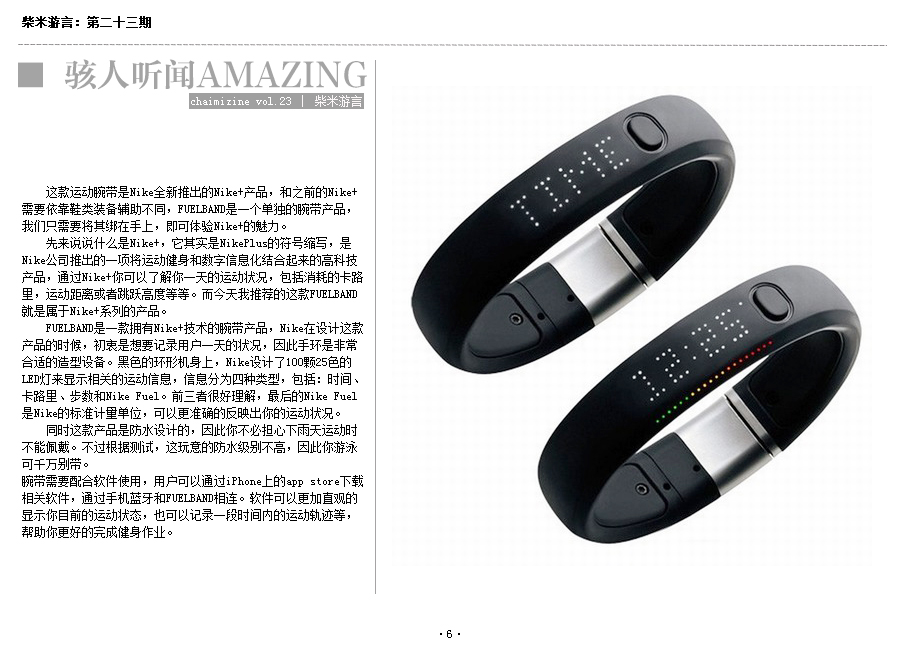 柴米游言：第二十三期
骇人听闻AMAZING
chaimizine vol.23 | 柴米游言
这款运动腕带是Nike全新推出的Nike+产品，和之前的Nike+
需要依靠鞋类装备辅助不同，FUELBAND是一个单独的腕带产品，
我们只需要将其绑在手上，即可体验Nike+的魅力。
先来说说什么是Nike+，它其实是NikePlus的符号缩写，是
Nike公司推出的一项将运动健身和数字信息化结合起来的高科技
产品，通过Nike+你可以了解你一天的运动状况，包括消耗的卡路
里，运动距离或者跳跃高度等等。而今天我推荐的这款FUELBAND
就是属于Nike+系列的产品。
FUELBAND是一款拥有Nike+技术的腕带产品，Nike在设计这款
产品的时候，初衷是想要记录用户一天的状况，因此手环是非常
合适的造型设备。黑色的环形机身上，Nike设计了100颗25色的
LED灯来显示相关的运动信息，信息分为四种类型，包括：时间、
卡路里、步数和Nike Fuel。前三者很好理解，最后的Nike Fuel
是Nike的标准计量单位，可以更准确的反映出你的运动状况。
同时这款产品是防水设计的，因此你不必担心下雨天运动时
不能佩戴。不过根据测试，这玩意的防水级别不高，因此你游泳
可千万别带。
腕带需要配合软件使用，用户可以通过iPhone上的app store下载
相关软件，通过手机蓝牙和FUELBAND相连。软件可以更加直观的
显示你目前的运动状态，也可以记录一段时间内的运动轨迹等，
帮助你更好的完成健身作业。
TIME
10:25
·6·